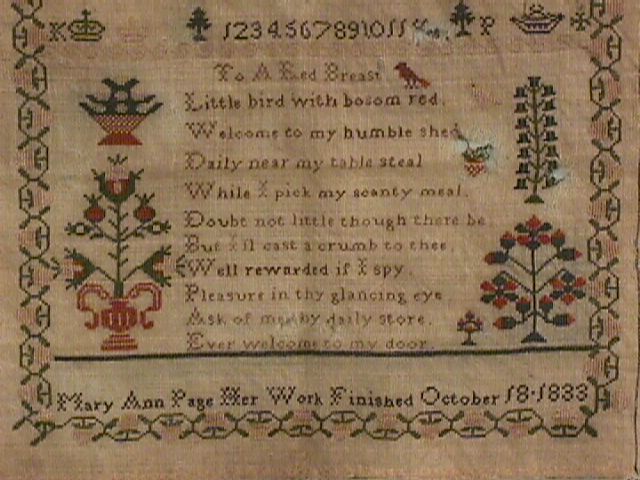 K 1234567891011 P
To A Red Breast
Little bird with bosom red.
Welcome to my humble shed
Daily near my table steal
While I pick my scanty meal.
Doubt not little though there be
But I'll cast a crumb to thee.
Well rewarded if I spy.
Pleasure in thy glancing eye
Ask of my daily store.
Ever welcome to my door.
Mary Ann Page Her Work Finished October 18·1833